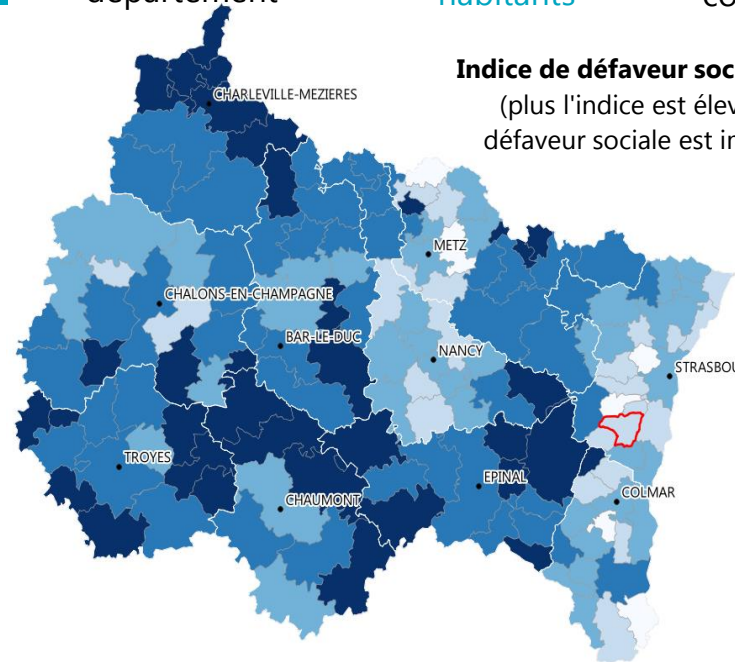 département
habitants
Indice de défaveur soc
(plus l'indice est élev
défaveur sociale est in
CHARLEVILLE-MEZIERES
METZ
CHALONS-EN-CHAMPAGNE
BAR-LE-DUC
NANCY
STRASBOU
TROYES
EPINAL
COLMAR
CHAUMONT